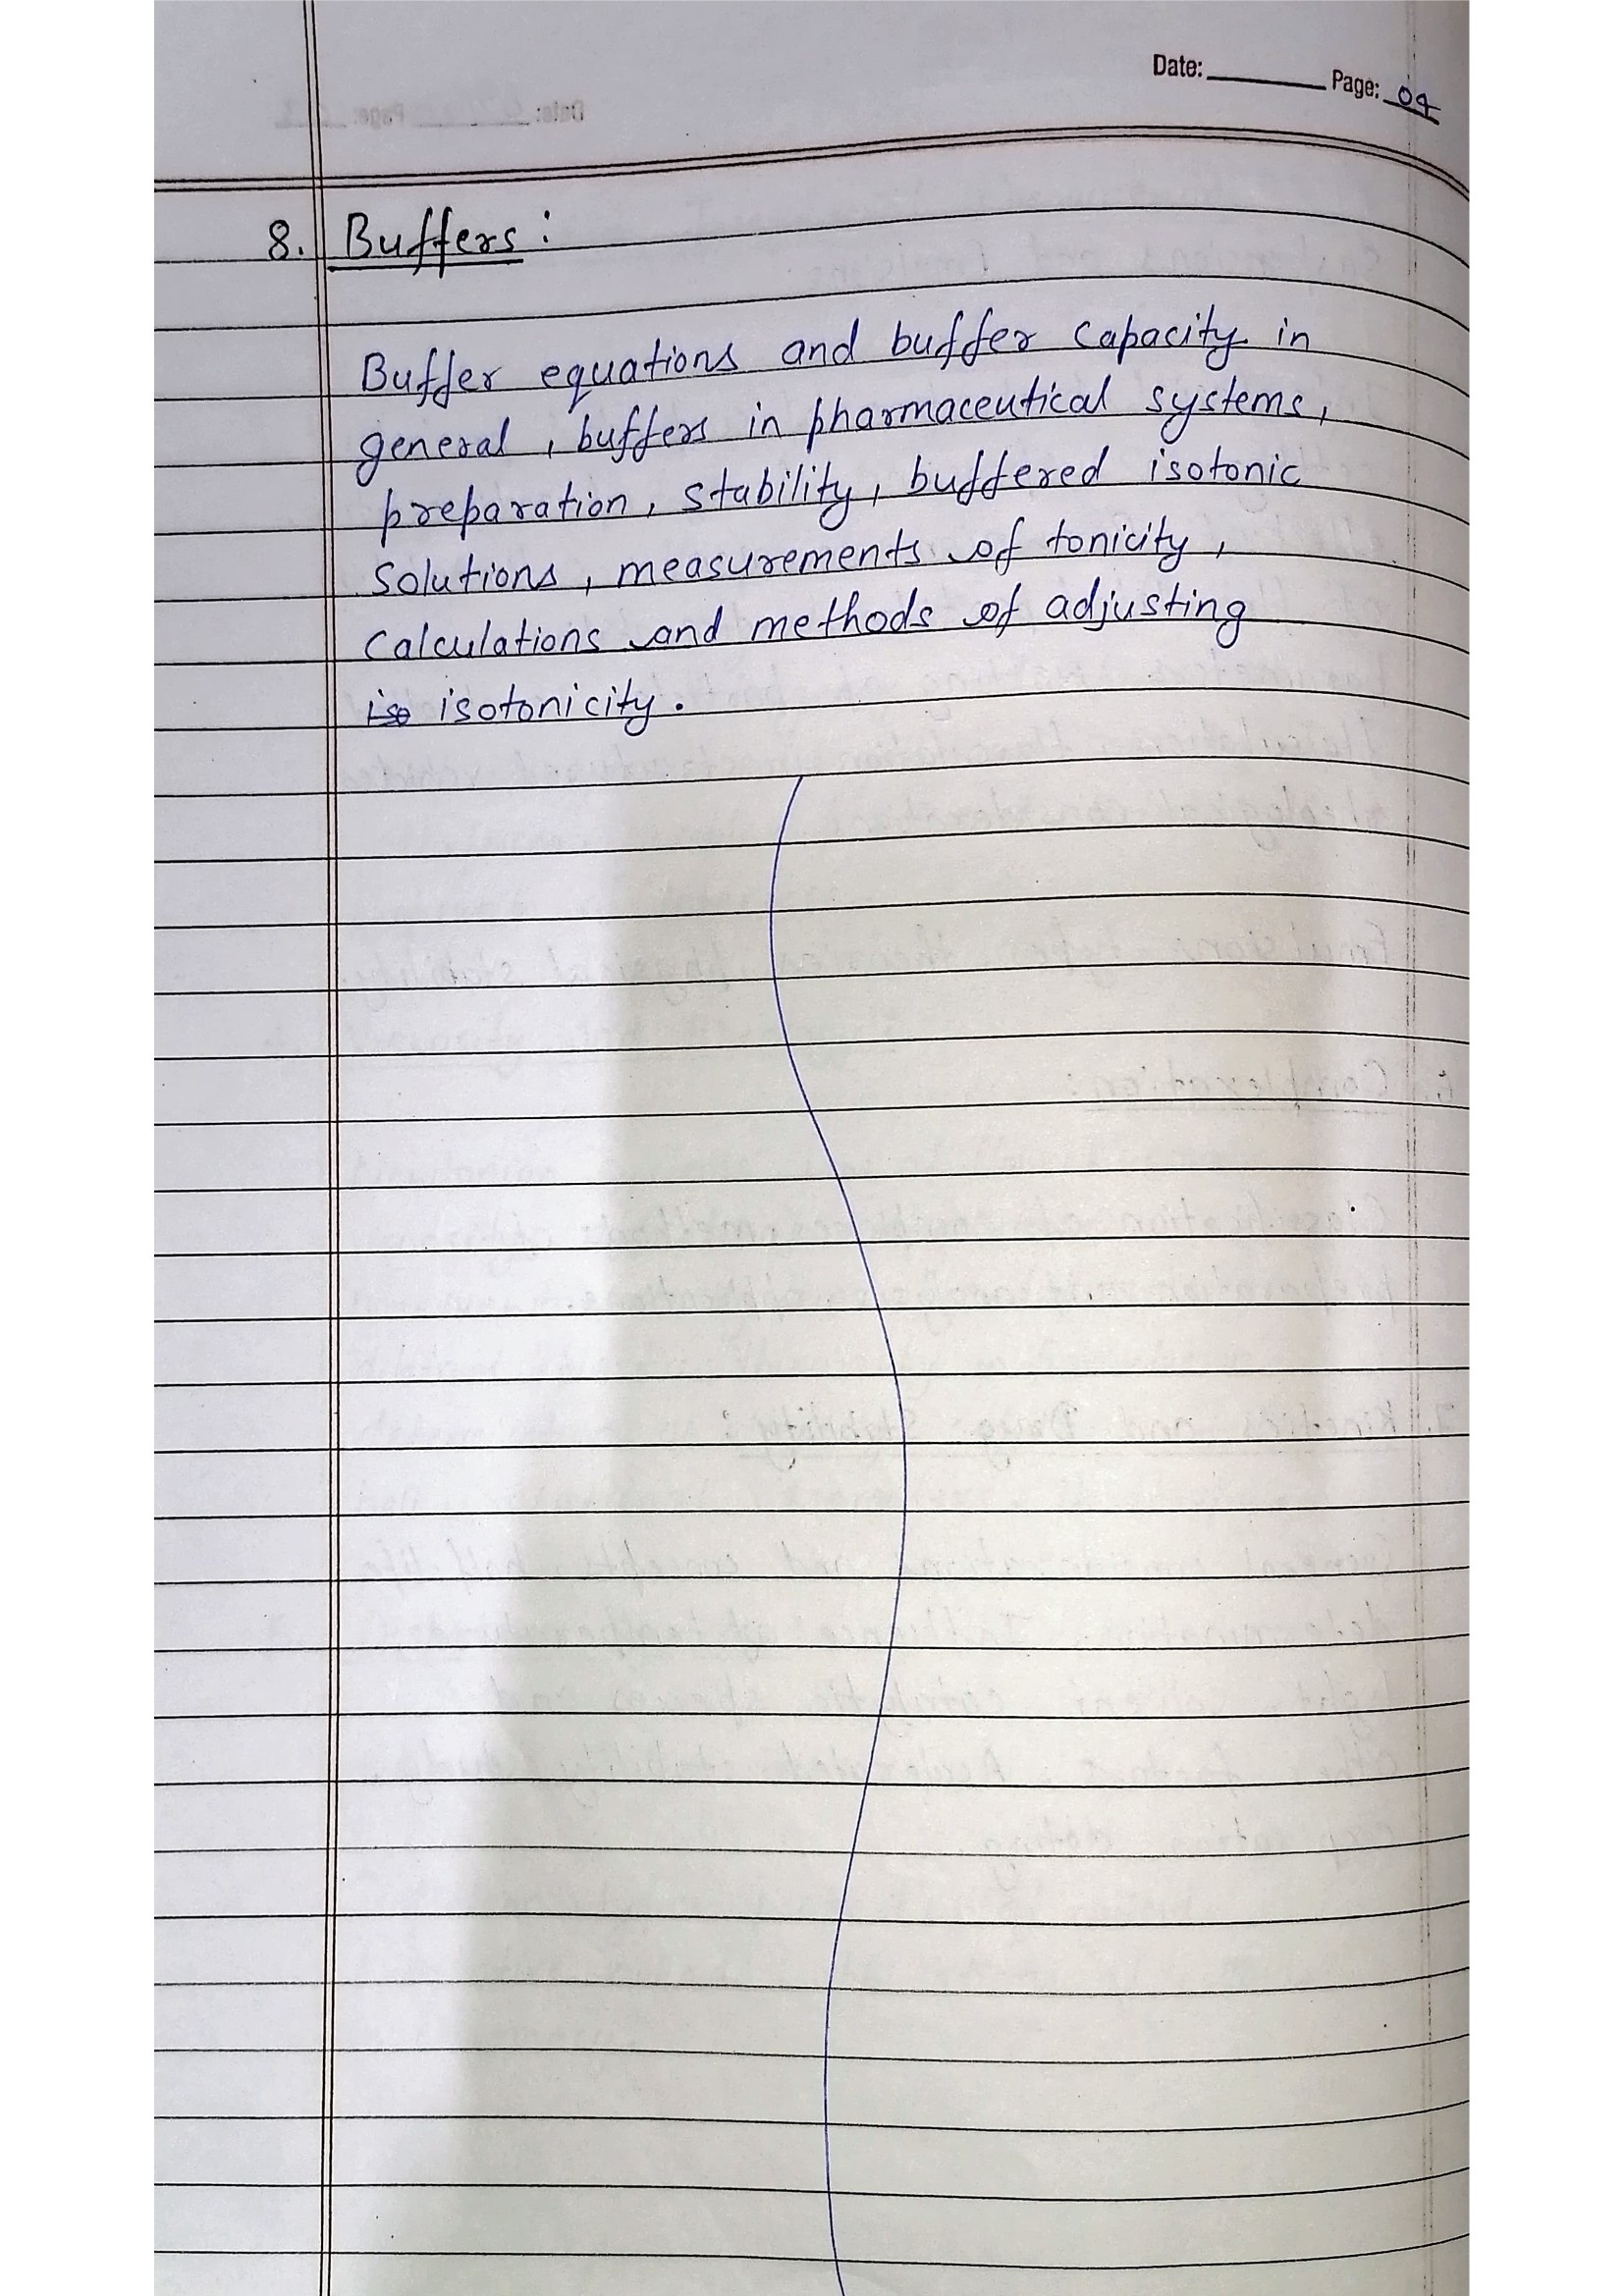 Date: Page: 04
8. Buffers:
Buffer equations and buffer capacity in
general, buffers in pharmaceutical systems,
preparation, stability, buffered isotonic
solutions, measurements of tonicity,
calculations and methods of adjusting
iso isotonicity.